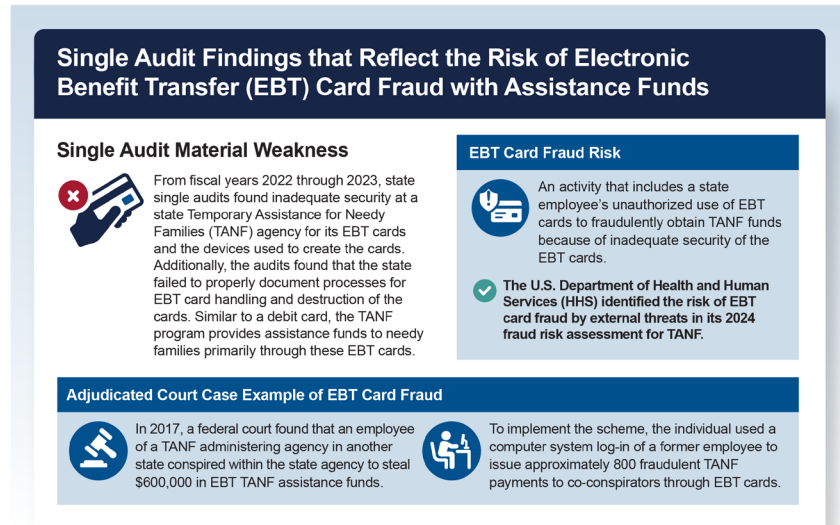 Single Audit Findings that Reflect the Risk of Electronic
Benefit Transfer (EBT) Card Fraud with Assistance Funds
Single Audit Material Weakness
From fiscal years 2022 through 2023, state
single audits found inadequate security at a
state Temporary Assistance for Needy
Families (TANF) agency for its EBT cards
and the devices used to create the cards.
Additionally, the audits found that the state
failed to properly document processes for
EBT card handling and destruction of the
cards. Similar to a debit card, the TANF
program provides assistance funds to needy
families primarily through these EBT cards.
EBT Card Fraud Risk
An activity that includes a state
employee’s unauthorized use of EBT
cards to fraudulently obtain TANF funds
because of inadequate security of the
EBT cards.
The U.S. Department of Health and Human
Services (HHS) identified the risk of EBT
card fraud by external threats in its 2024
fraud risk assessment for TANF.
Adjudicated Court Case Example of EBT Card Fraud
In 2017, a federal court found that an employee
of a TANF administering agency in another
state conspired within the state agency to steal
$600,000 in EBT TANF assistance funds.
To implement the scheme, the individual used a
computer system log-in of a former employee to
issue approximately 800 fraudulent TANF
payments to co-conspirators through EBT cards.